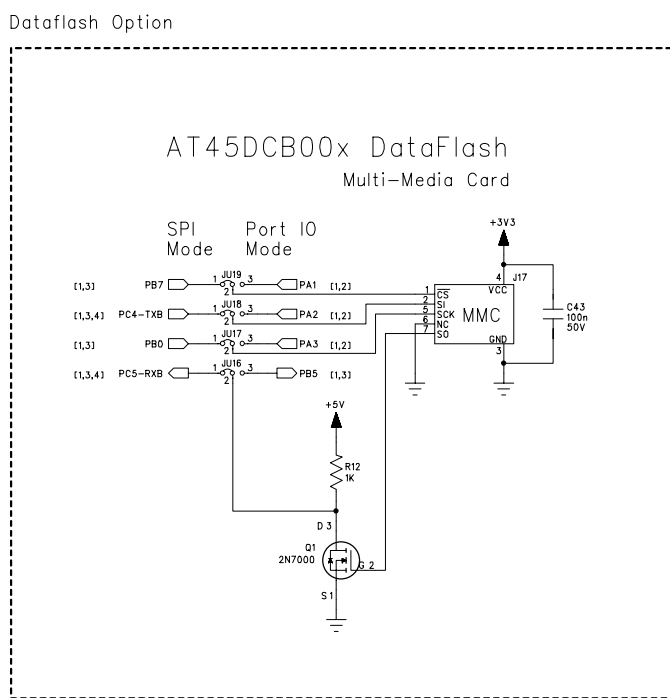 Dataflash Option
AT45DCB00x DataFlash
Multi-Media Card
SPI Mode
Port IO Mode
+3V3
[1,3] PB7 1 JU19 3 PA1 [1,2]
2
[1,3,4] PC4-TXB 1 JU18 3 PA2 [1,2]
2
[1,3] PB0 1 JU17 3 PA3 [1,2]
2
[1,3,4] PC5-RXB 1 JU16 3 PB5 [1,3]
2
4 J17
VCC
1 CS
2 SI
5 SCK
6 NC
7 SO
MMC
GND
3
C43
100n
50V
+5V
R12
1K
D 3
Q1
2N7000
G 2
S 1